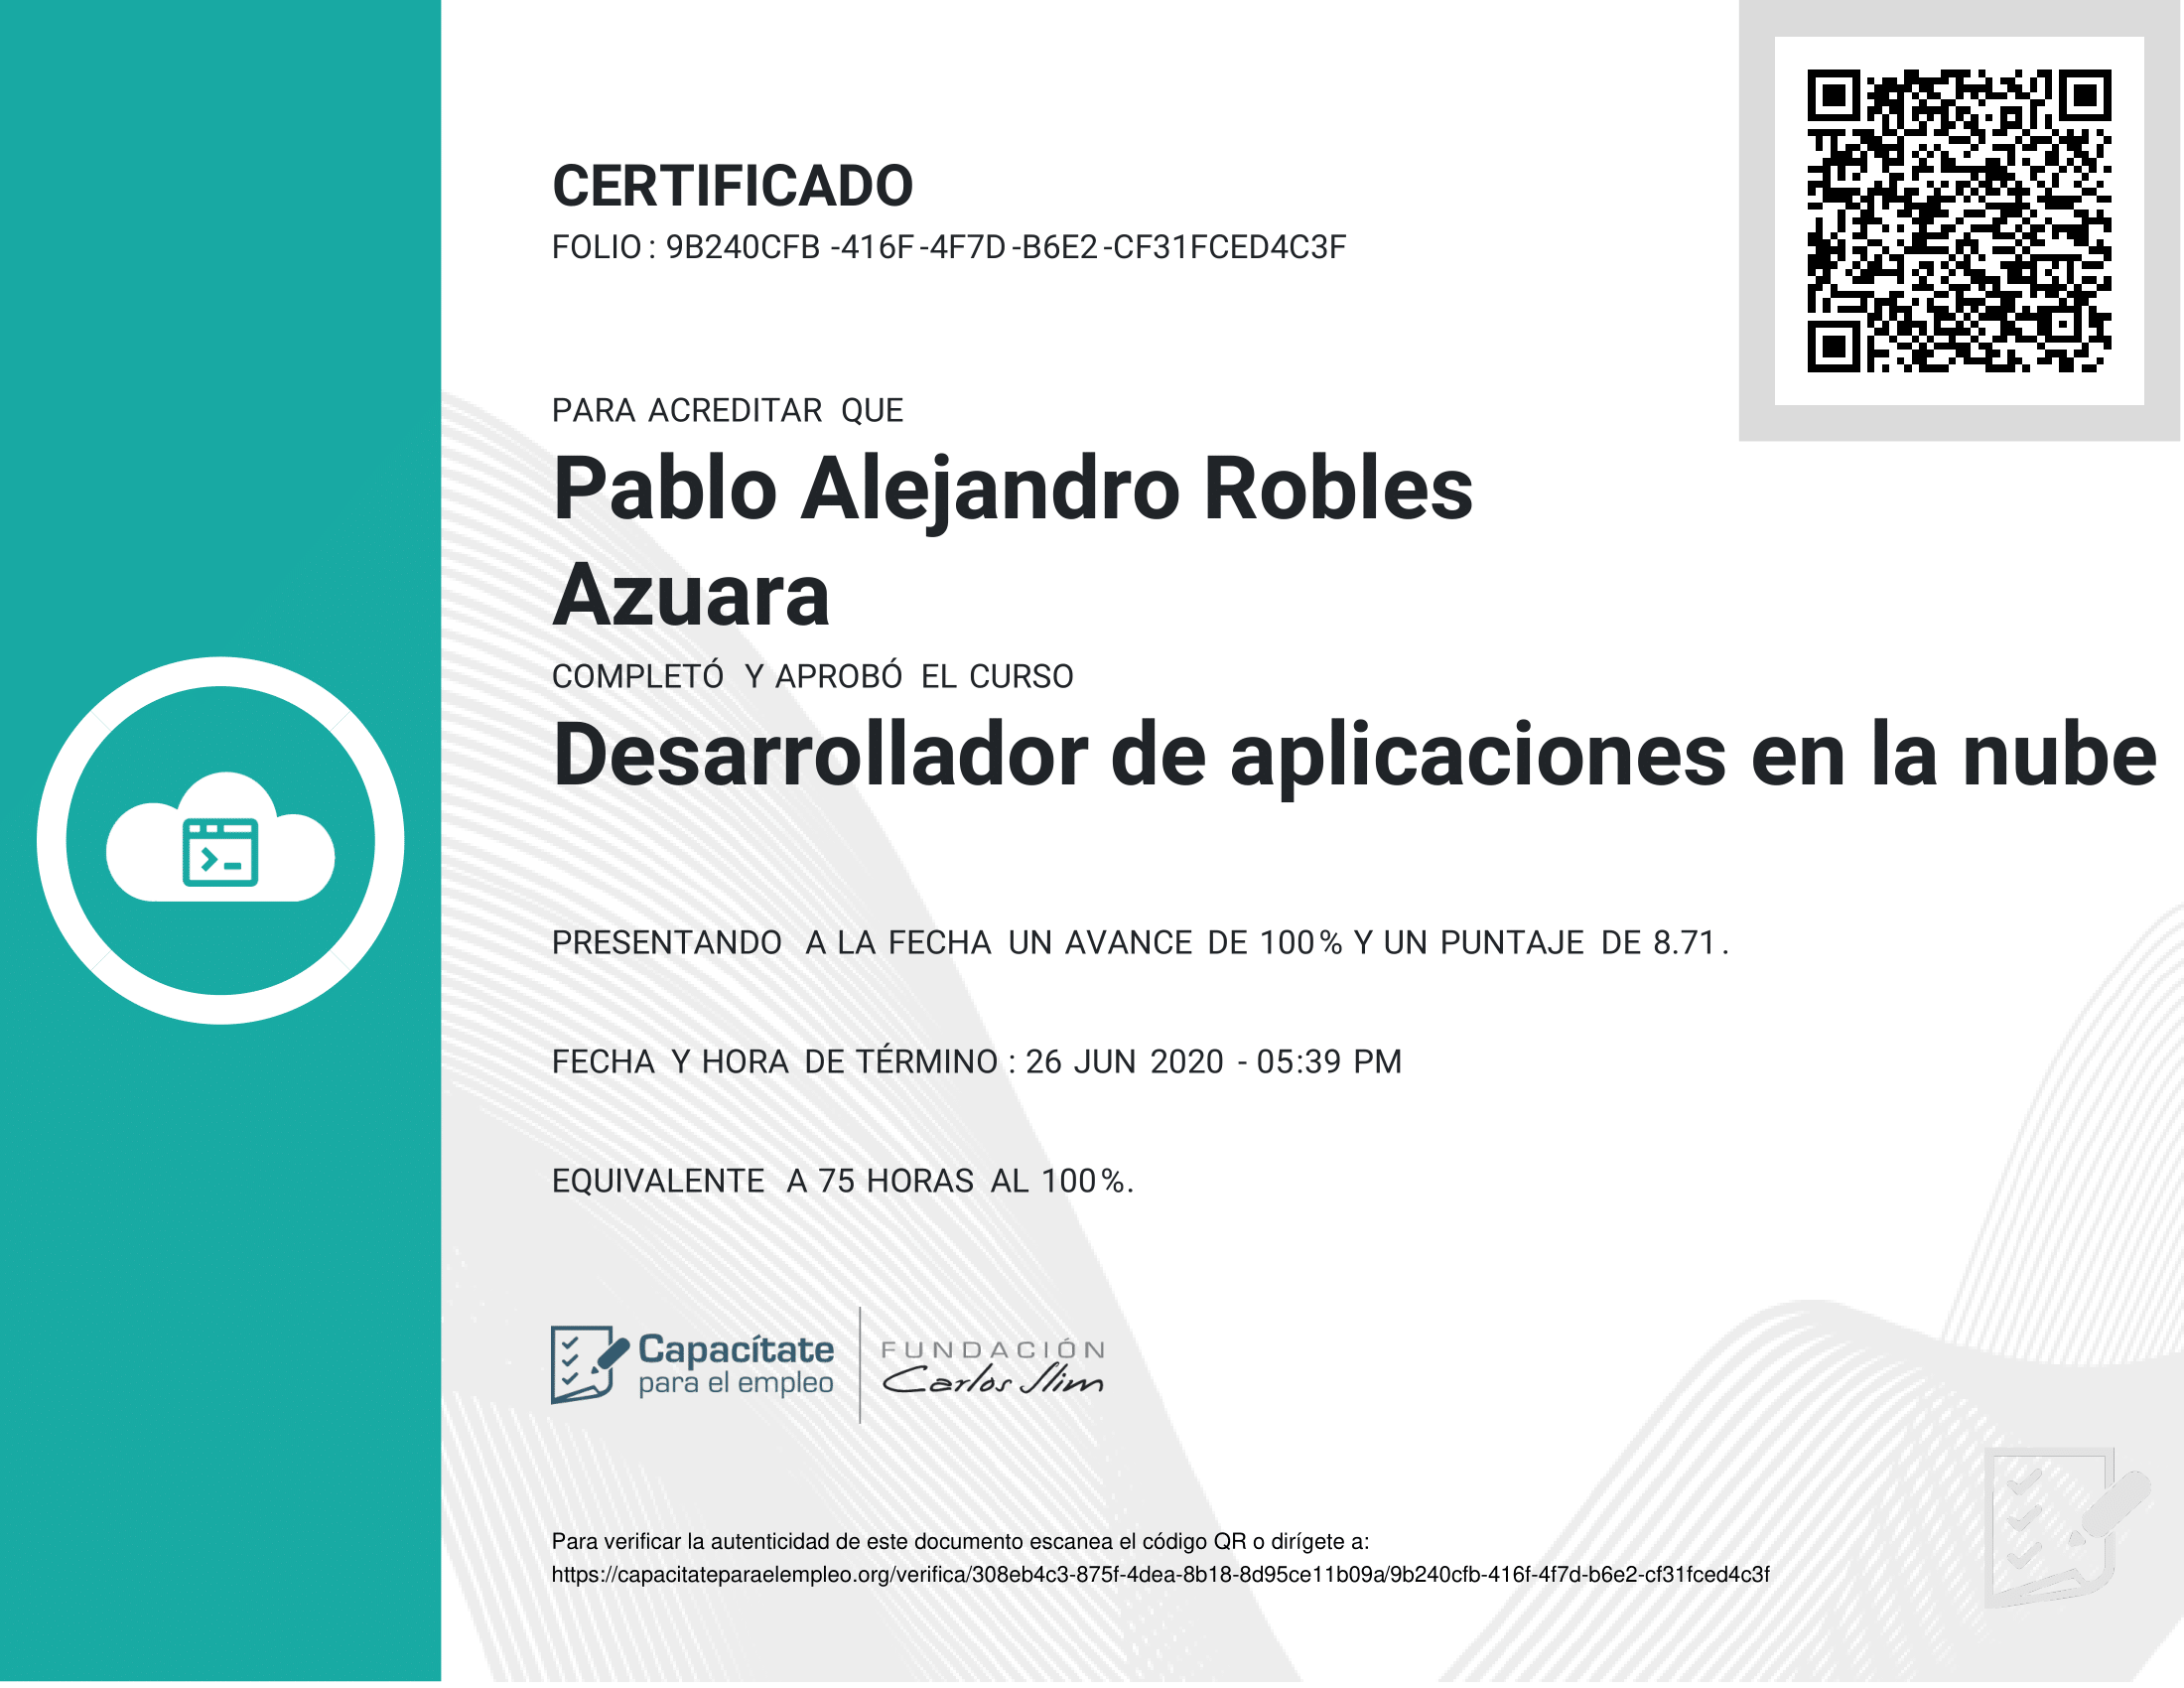 CERTIFICADO
FOLIO : 9B240CFB -416F -4F7D -B6E2 -CF31FCED4C3F
PARA ACREDITAR QUE
Pablo Alejandro Robles
Azuara
COMPLETÓ Y APROBÓ EL CURSO
Desarrollador de aplicaciones en la nube
PRESENTANDO A LA FECHA UN AVANCE DE 100% Y UN PUNTAJE DE 8.71.
FECHA Y HORA DE TÉRMINO : 26 JUN 2020 - 05:39 PM
EQUIVALENTE A 75 HORAS AL 100%.
Capacítate
para el empleo
FUNDACIÓN
Carlos Slim
Para verificar la autenticidad de este documento escanea el código QR o dirígete a:
https://capacitateparaelempleo.org/verifica/308eb4c3-875f-4dea-8b18-8d95ce11b09a/9b240cfb-416f-4f7d-b6e2-cf31fced4c3f